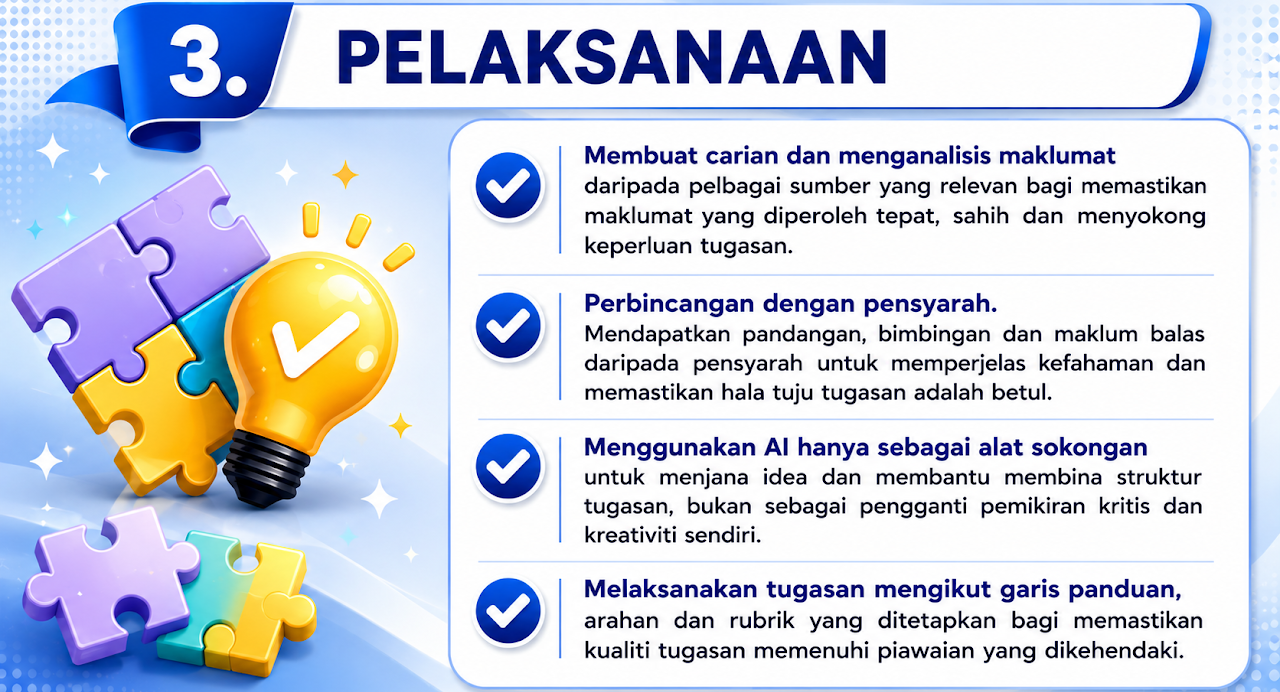 3.
PELAKSANAAN
Membuat carian dan menganalisis maklumat
daripada pelbagai sumber yang relevan bagi memastikan
maklumat yang diperoleh tepat, sahih dan menyokong
keperluan tugasan.
Perbincangan dengan pensyarah.
Mendapatkan pandangan, bimbingan dan maklum balas
daripada pensyarah untuk memperjelas kefahaman dan
memastikan hala tuju tugasan adalah betul.
Menggunakan AI hanya sebagai alat sokongan
untuk menjana idea dan membantu membina struktur
tugasan, bukan sebagai pengganti pemikiran kritis dan
kreativiti sendiri.
Melaksanakan tugasan mengikut garis panduan,
arahan dan rubrik yang ditetapkan bagi memastikan
kualiti tugasan memenuhi piawaian yang dikehendaki.